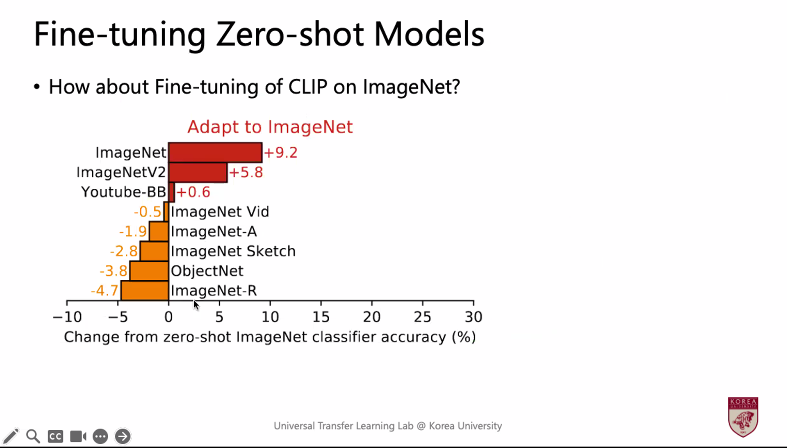 Fine-tuning Zero-shot Models
• How about Fine-tuning of CLIP on ImageNet?
Adapt to ImageNet
ImageNet +9.2
ImageNetV2 +5.8
Youtube-BB +0.6
-0.5 ImageNet Vid
-1.9 ImageNet-A
-2.8 ImageNet Sketch
-3.8 ObjectNet
-4.7 ImageNet-R
−10 −5 0 5 10 15 20 25 30
Change from zero-shot ImageNet classifier accuracy (%)
Universal Transfer Learning Lab @ Korea University
KOREA
CC